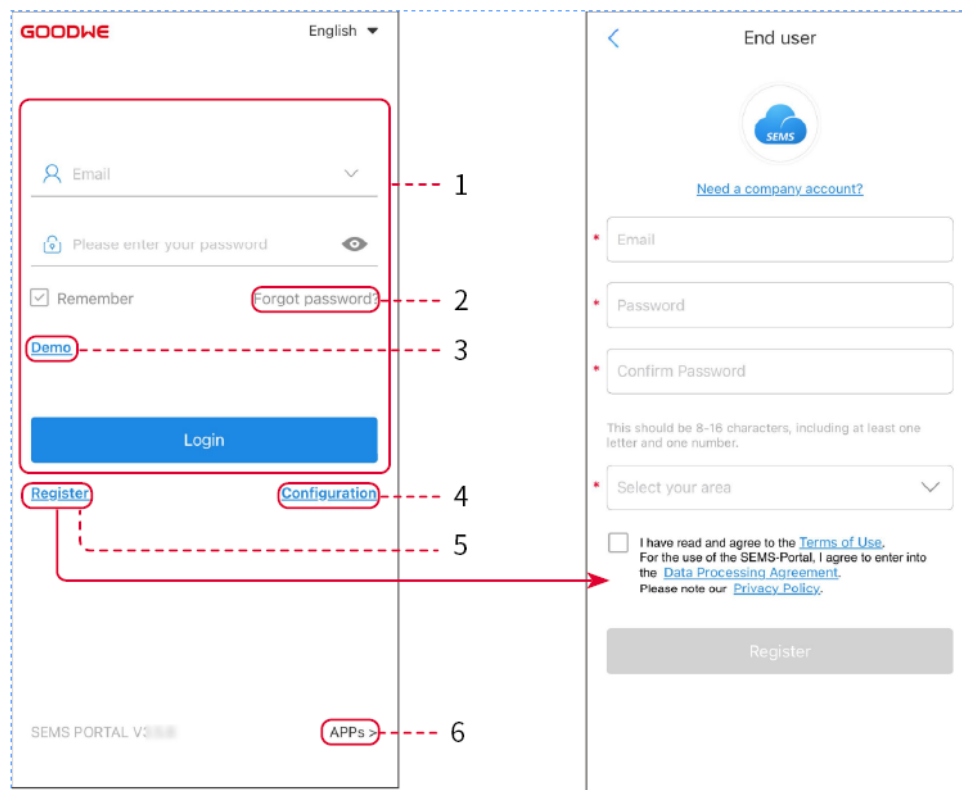 GOODWE
English
Email
1
Please enter your password
Remember
Forgot password?
2
Demo
3
Login
Register
Configuration
4
5
SEMS PORTAL
APPs >
6
End user
SEMS
Need a company account?
* Email
* Password
* Confirm Password
This should be 8-16 characters, including at least one
letter and one number.
* Select your area
I have read and agree to the Terms of Use.
For the use of the SEMS-Portal, I agree to enter into
the Data Processing Agreement.
Please note our Privacy Policy.
Register